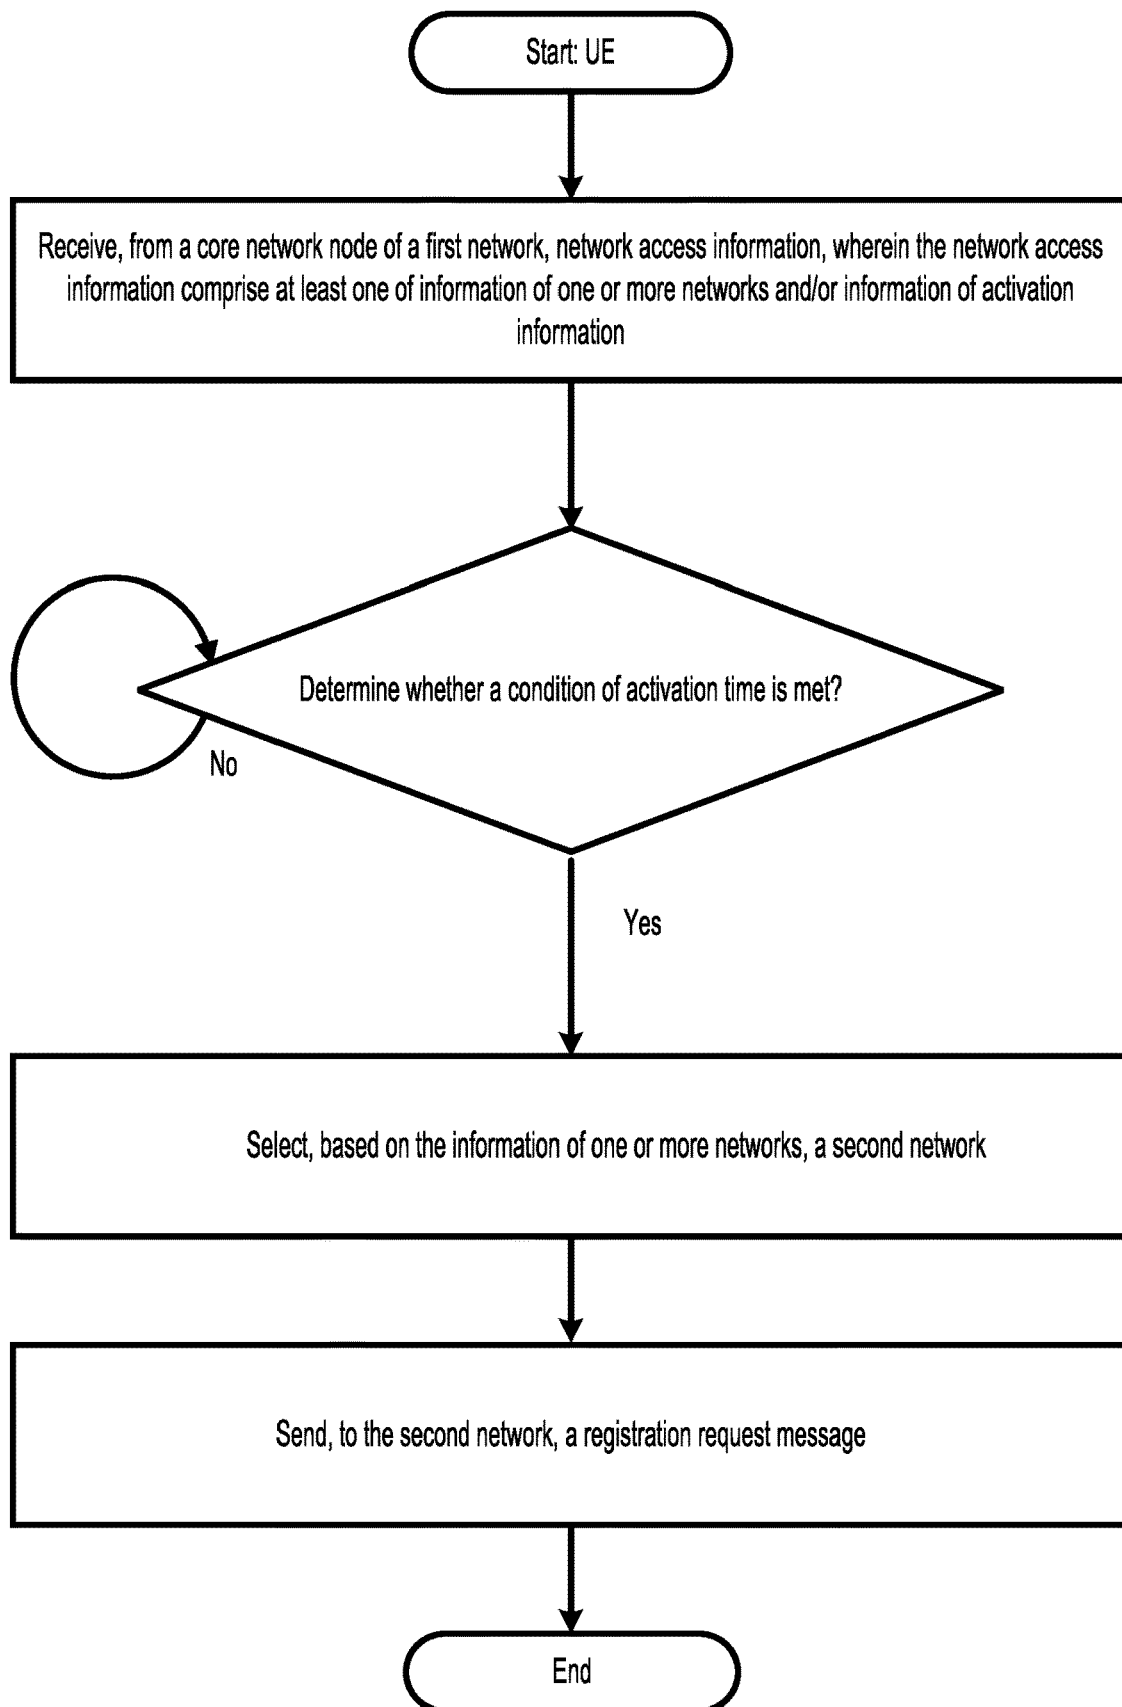 Start: UE
Receive, from a core network node of a first network, network access information, wherein the network access
information comprise at least one of information of one or more networks and/or information of activation
information
Determine whether a condition of activation time is met?
No
Yes
Select, based on the information of one or more networks, a second network
Send, to the second network, a registration request message
End